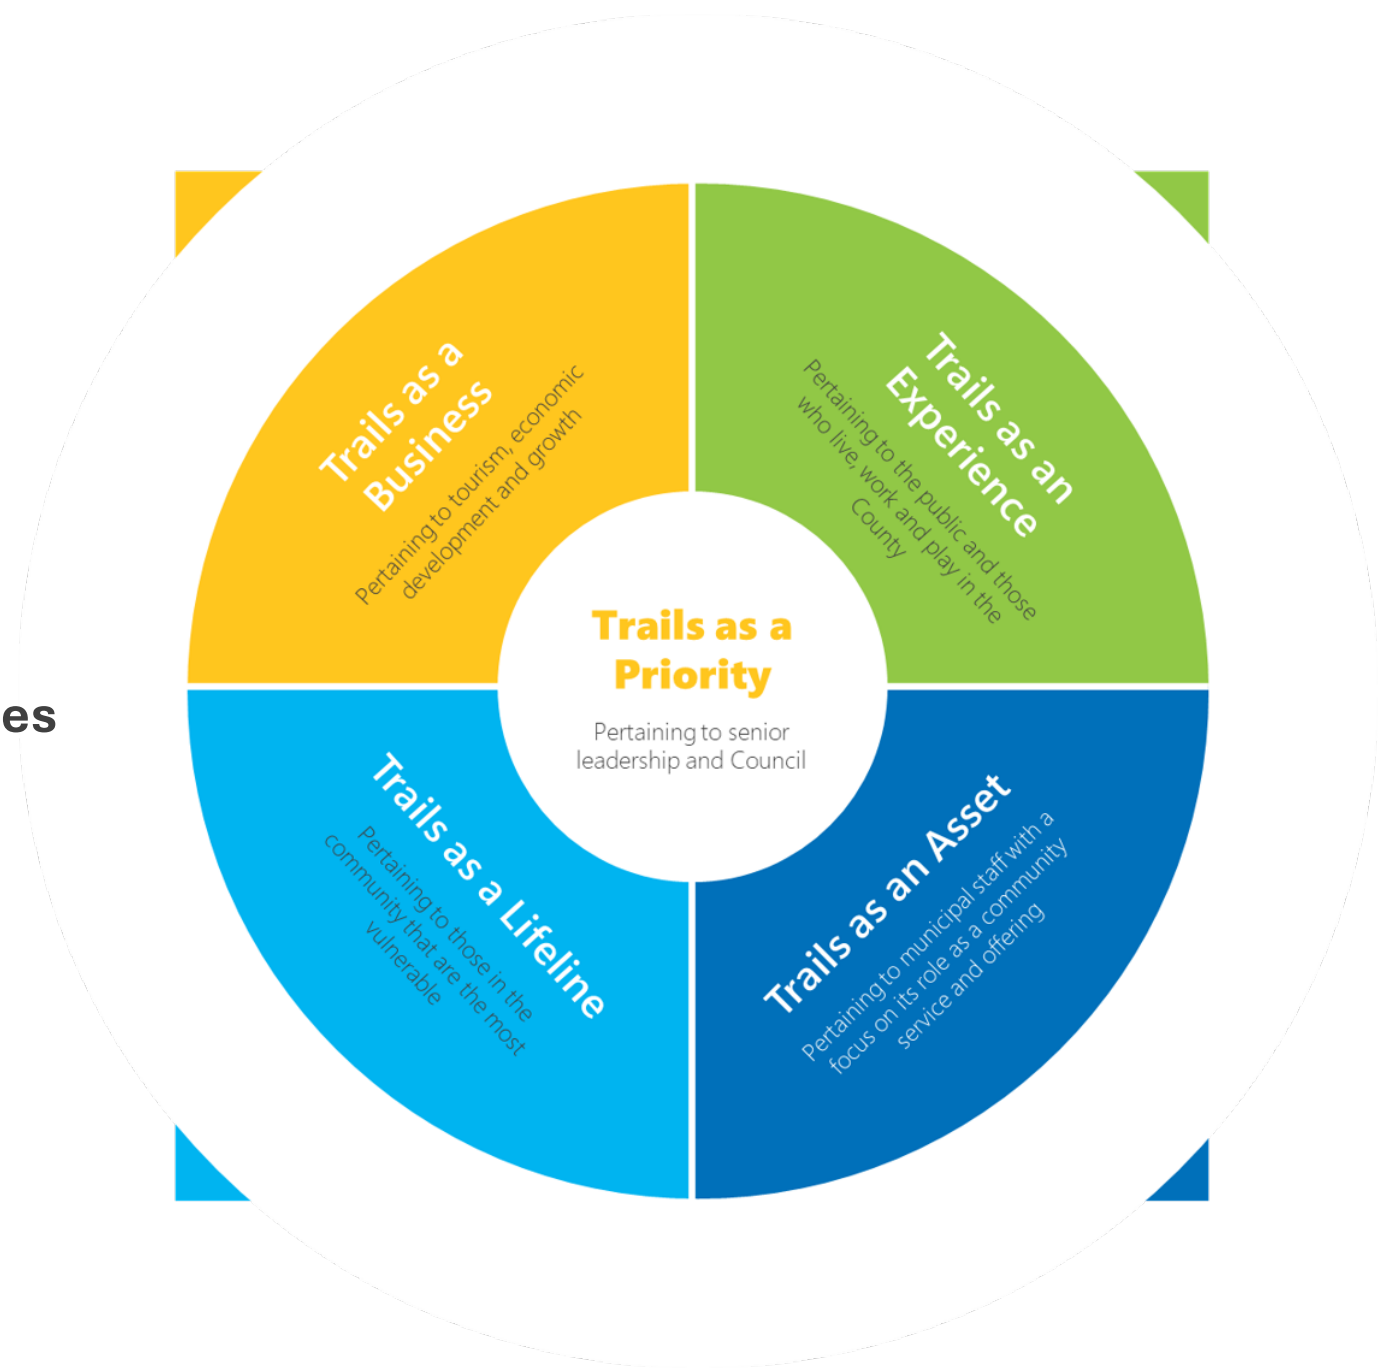 Trails as a
Business
Pertaining to tourism, economic
development and growth
Trails as an
Experience
Pertaining to the public and those
who live, work and play in the
County
Trails as a
Priority
Pertaining to senior
leadership and Council
es
Trails as a Lifeline
Pertaining to those in the
community that are the most
vulnerable
Trails as an Asset
Pertaining to municipal staff with a
focus on its role as a community
service and offering